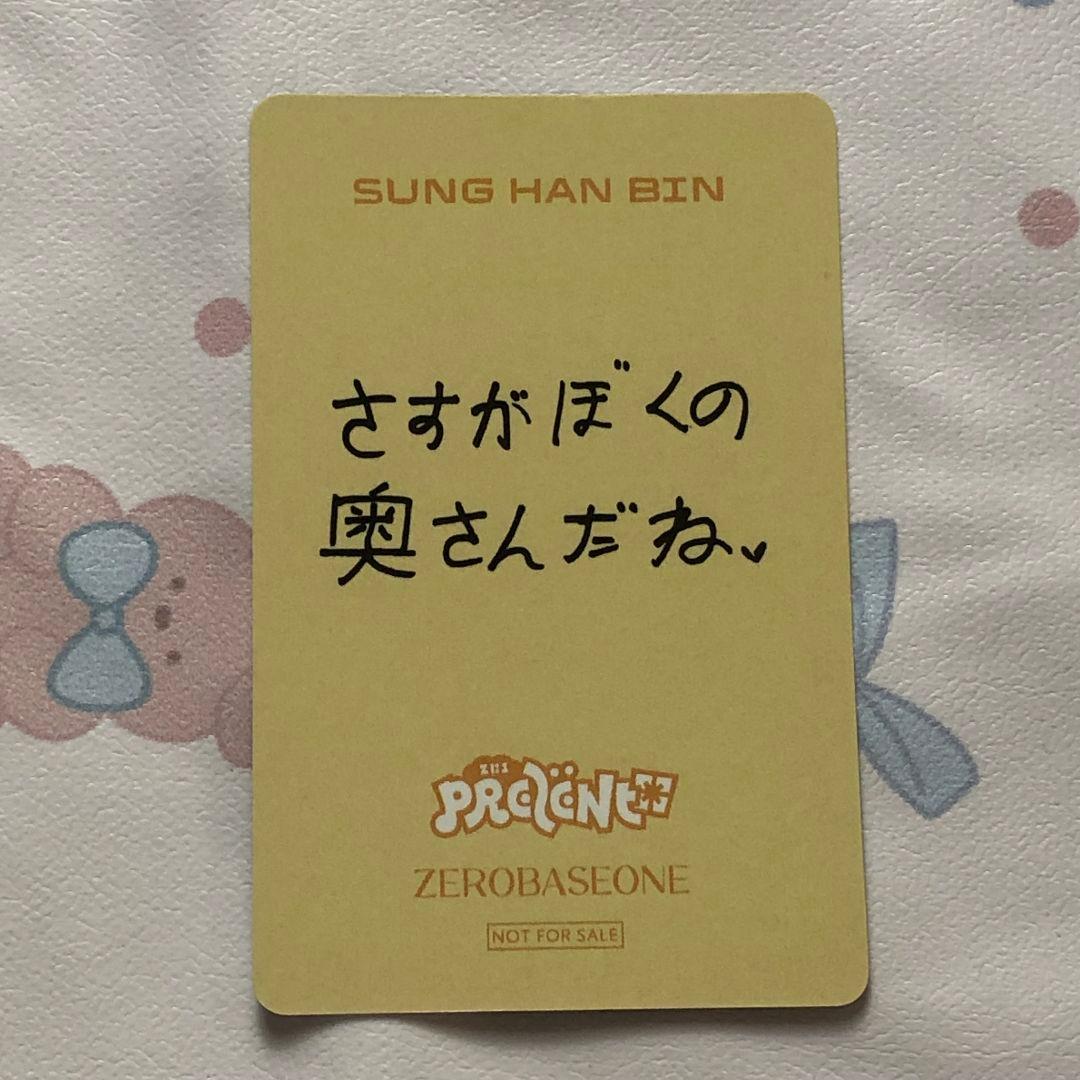 SUNG HAN BIN
さすがぼくの
奥さんだね
ZB1
PRESENT
ZEROBASEONE
NOT FOR SALE